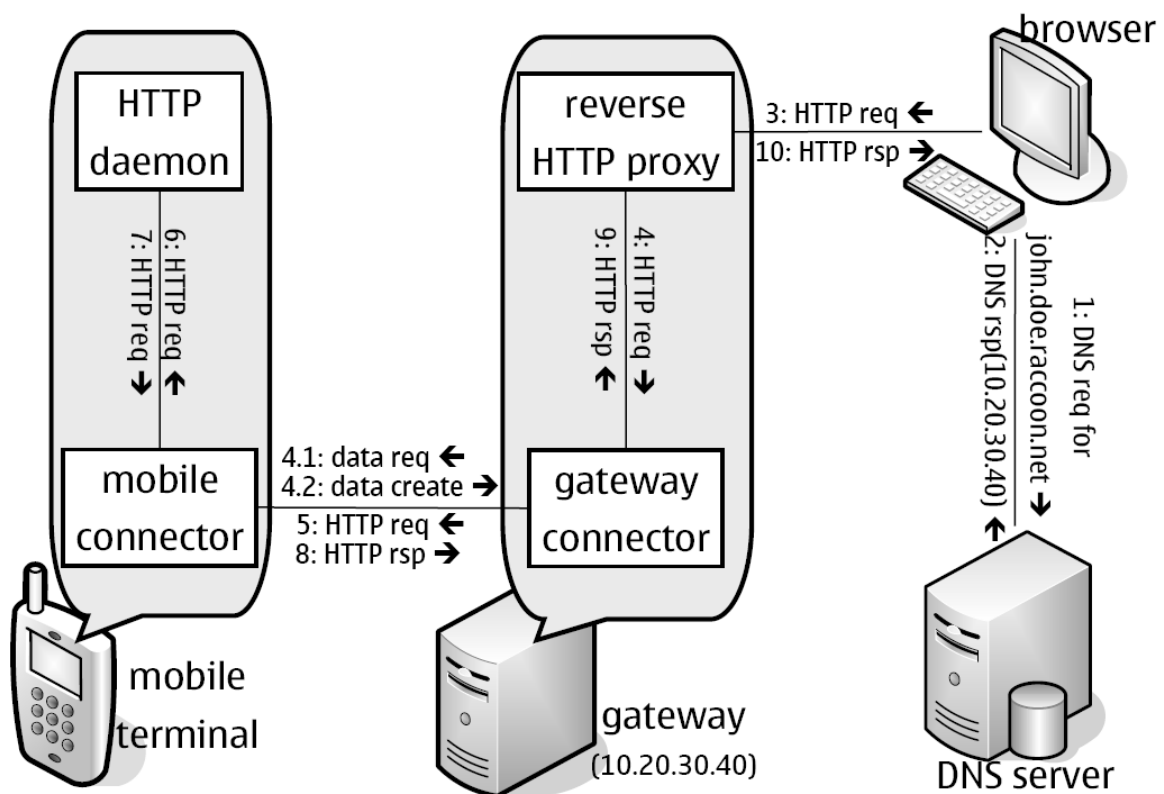 browser
HTTP
daemon
reverse
HTTP proxy
3: HTTP req ←
10: HTTP rsp →
7: HTTP req →
6: HTTP req ←
9: HTTP rsp ←
4: HTTP req →
2: DNS rsp(10.20.30.40) ←
john.doe.raccoon.net →
1: DNS req for
mobile
connector
4.1: data req ←
4.2: data create →
5: HTTP req ←
8: HTTP rsp →
gateway
connector
mobile
terminal
gateway
(10.20.30.40)
DNS server